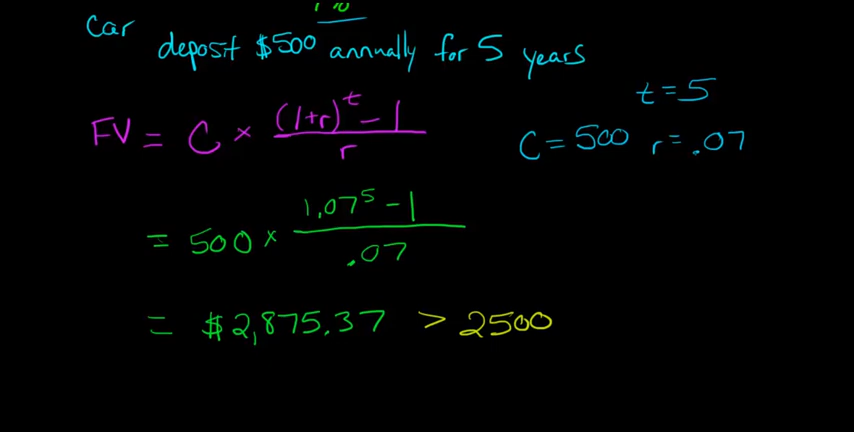 Car
deposit $500 annually for 5 years
t = 5
FV = C × (1+r)^t - 1 / r
C = 500 r = .07
= 500 × 1.07^5 - 1 / .07
= $2,875.37 > 2500